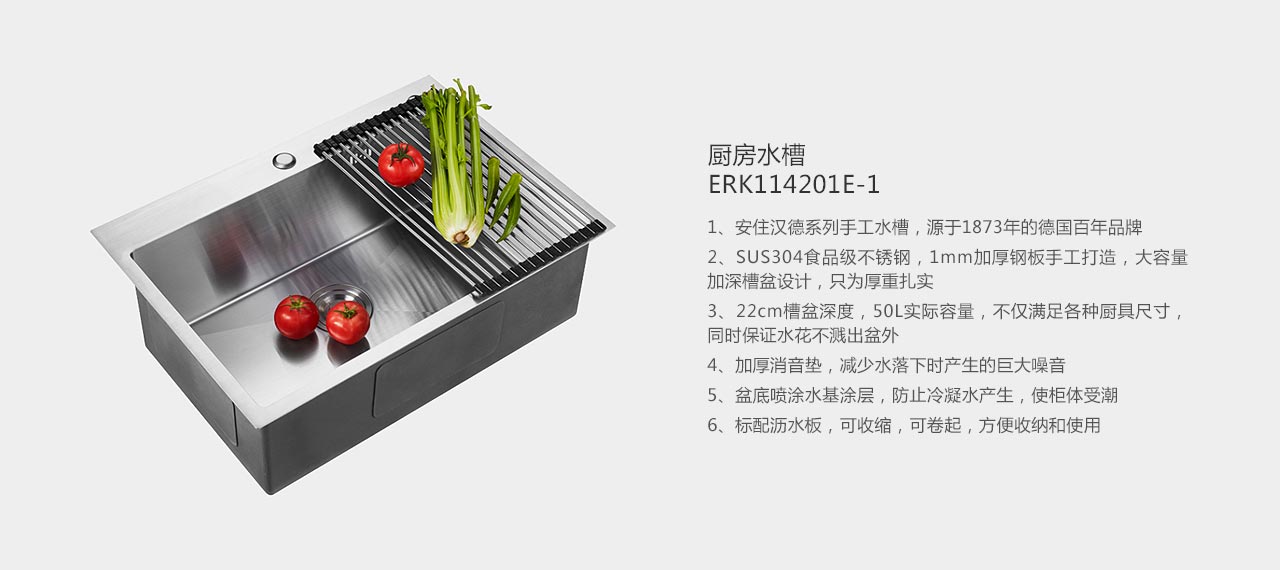 厨房水槽
ERK114201E-1
1、安住汉德系列手工水槽，源于1873年的德国百年品牌
2、SUS304食品级不锈钢，1mm加厚钢板手工打造，大容量
加深槽盆设计，只为厚重扎实
3、22cm槽盆深度，50L实际容量，不仅满足各种厨具尺寸，
同时保证水花不溅出盆外
4、加厚消音垫，减少水落下时产生的巨大噪音
5、盆底喷涂水基涂层，防止冷凝水产生，使柜体受潮
6、标配沥水板，可收缩，可卷起，方便收纳和使用